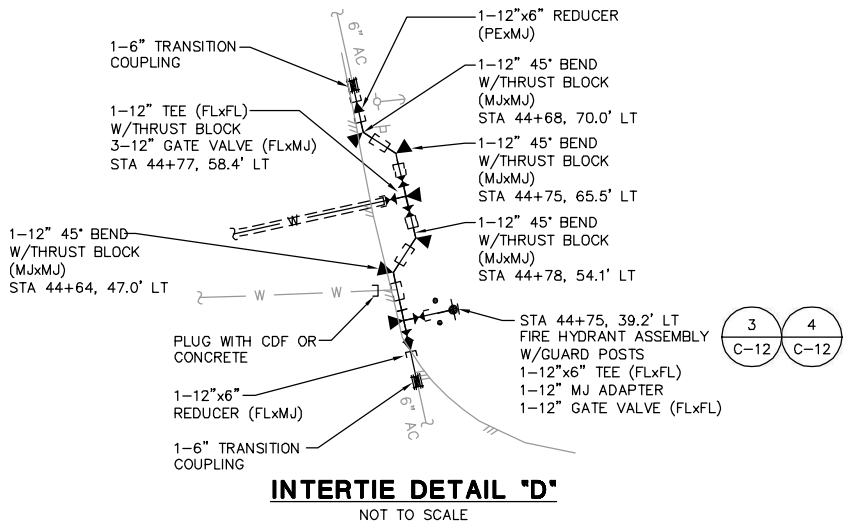 1-12"x6" REDUCER
(PExMJ)
6" AC
1-6" TRANSITION
COUPLING
1-12" 45° BEND
W/THRUST BLOCK
(MJxMJ)
STA 44+68, 70.0' LT
1-12" TEE (FLxFL)
W/THRUST BLOCK
3-12" GATE VALVE (FLxMJ)
STA 44+77, 58.4' LT
1-12" 45° BEND
W/THRUST BLOCK
(MJxMJ)
STA 44+75, 65.5' LT
W
1-12" 45° BEND
W/THRUST BLOCK
(MJxMJ)
STA 44+78, 54.1' LT
1-12" 45° BEND
W/THRUST BLOCK
(MJxMJ)
STA 44+64, 47.0' LT
W W
PLUG WITH CDF OR
CONCRETE
STA 44+75, 39.2' LT
FIRE HYDRANT ASSEMBLY
W/GUARD POSTS
1-12"x6" TEE (FLxFL)
1-12" MJ ADAPTER
1-12" GATE VALVE (FLxFL)
3 4
C-12 C-12
1-12"x6"
REDUCER (FLxMJ)
6" AC
1-6" TRANSITION
COUPLING
INTERTIE DETAIL "D"
NOT TO SCALE